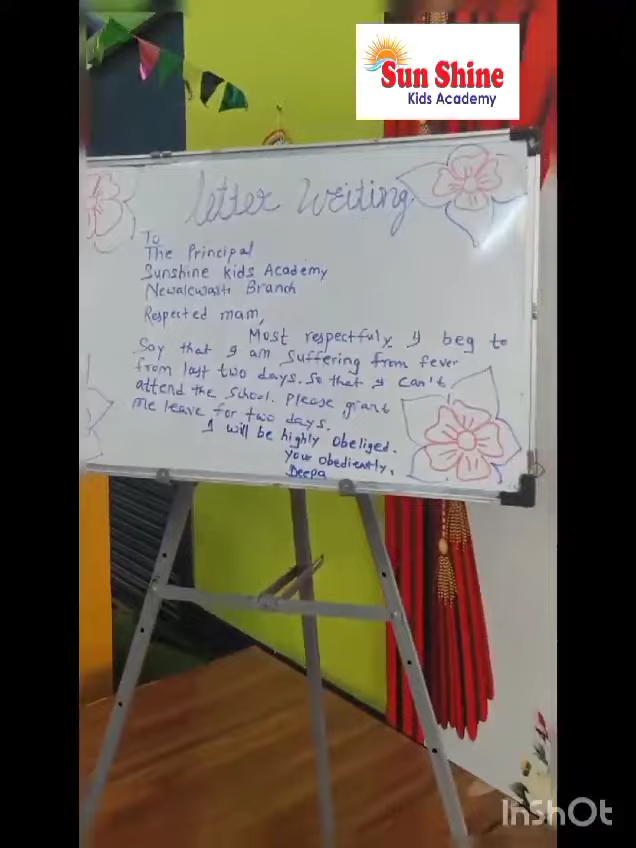 Sun Shine
Kids Academy
Letter Writing
To
The Principal
Sunshine Kids Academy
Branch
Respected mam,
Most respectfuly I beg to
Say that I am suffering from fever
from last two days. So that I can't
attend the school. Please grant
me leave for two days.
I will be highly obeliged.
your obediently,
Deepa
InShOt